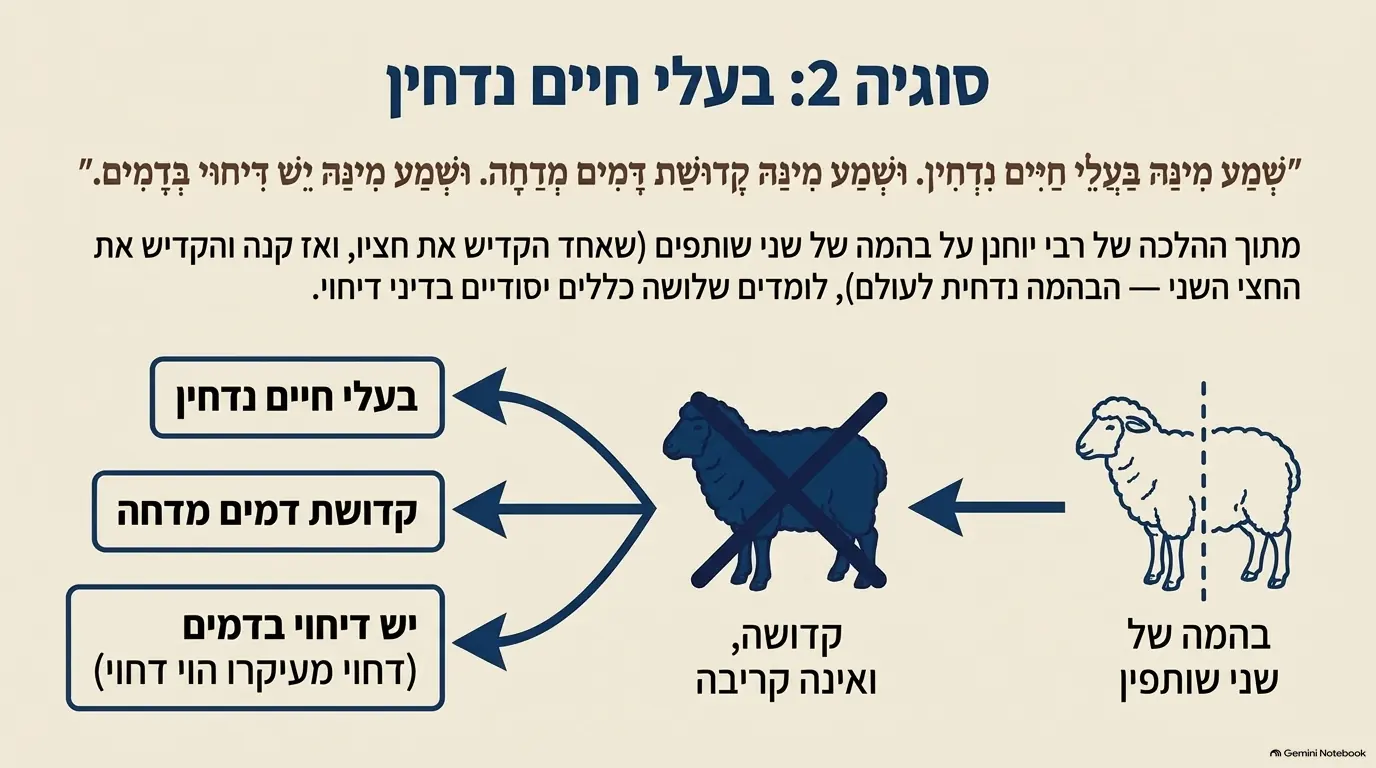 סוגיה 2: בעלי חיים נדחין
"שְׁמַע מִינַּהּ בַּעֲלֵי חַיִּים נִדְחִין. וּשְׁמַע מִינַּהּ קְדוּשַּׁת דָּמִים מְדַחָה. וּשְׁמַע מִינַּהּ יֵשׁ דִּיחוּי בְּדָמִים."
מתוך ההלכה של רבי יוחנן על בהמה של שני שותפים (שאחד הקדיש את חציו, ואז קנה והקדיש את
החצי השני — הבהמה נדחית לעולם), לומדים שלושה כללים יסודיים בדיני דיחוי.
בהמה של
שני שותפין
קדושה,
ואינה קריבה
בעלי חיים נדחין
קדושת דמים מדחה
יש דיחוי בדמים
(דחוי מעיקרו הוי דחוי)
Gemini Notebook